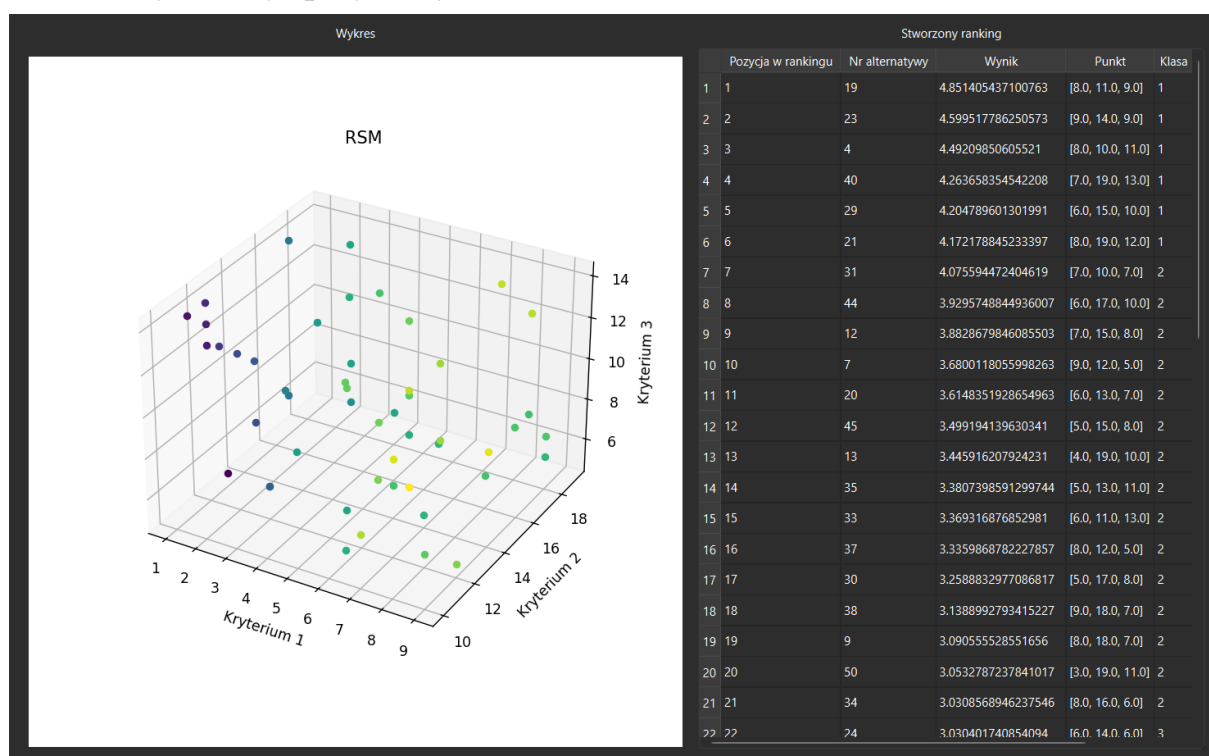 Wykres
RSM
14
12
10
8
6
Kryterium 3
18
16
14
12
10
Kryterium 2
1
2
3
4
5
6
7
8
9
Kryterium 1
Stworzony ranking
Pozycja w rankingu Nr alternatywy Wynik Punkt Klasa
1 1 19 4.851405437100763 [8.0, 11.0, 9.0] 1
2 2 23 4.599517786250573 [9.0, 14.0, 9.0] 1
3 3 4 4.49209850605521 [8.0, 10.0, 11.0] 1
4 4 40 4.263658354542208 [7.0, 19.0, 13.0] 1
5 5 29 4.204789601301991 [6.0, 15.0, 10.0] 1
6 6 21 4.172178845233397 [8.0, 19.0, 12.0] 1
7 7 31 4.075594472404619 [7.0, 10.0, 7.0] 2
8 8 44 3.9295748844936007 [6.0, 17.0, 10.0] 2
9 9 12 3.8828679846085503 [7.0, 15.0, 8.0] 2
10 10 7 3.6800118055998263 [9.0, 12.0, 5.0] 2
11 11 20 3.6148351928654963 [6.0, 13.0, 7.0] 2
12 12 45 3.499194139630341 [5.0, 15.0, 8.0] 2
13 13 13 3.445916207924231 [4.0, 19.0, 10.0] 2
14 14 35 3.3807398591299744 [5.0, 13.0, 11.0] 2
15 15 33 3.369316876852981 [6.0, 11.0, 13.0] 2
16 16 37 3.3359868782227857 [8.0, 12.0, 5.0] 2
17 17 30 3.2588832977086817 [5.0, 17.0, 8.0] 2
18 18 38 3.1388992793415227 [9.0, 18.0, 7.0] 2
19 19 9 3.090555528551656 [8.0, 18.0, 7.0] 2
20 20 50 3.0532787237841017 [3.0, 19.0, 11.0] 2
21 21 34 3.0308568946237546 [8.0, 16.0, 6.0] 2
22 22 24 3.030401740854094 [6.0, 14.0, 6.0] 3